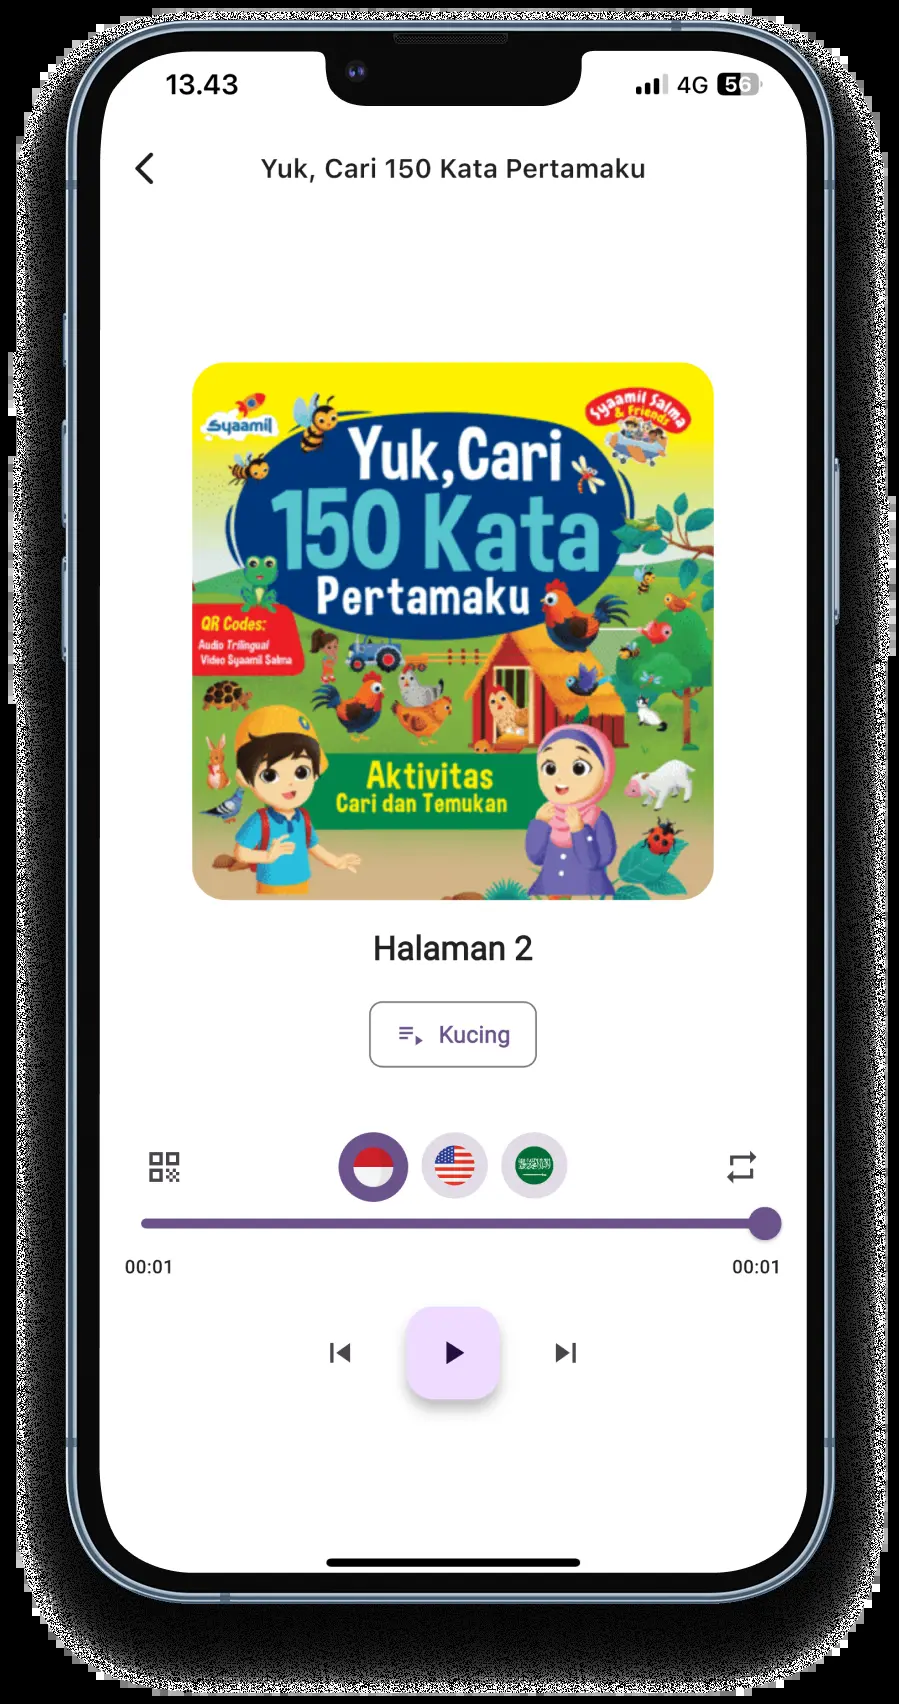 13.43
4G 56
Yuk, Cari 150 Kata Pertamaku
Syaamil
Syaamil Salma
& Friends
Yuk,Cari
150 Kata
Pertamaku
QR Codes:
Audio Trilingual
Video Syaamil Salma
Aktivitas
Cari dan Temukan
Halaman 2
Kucing
00:01
00:01